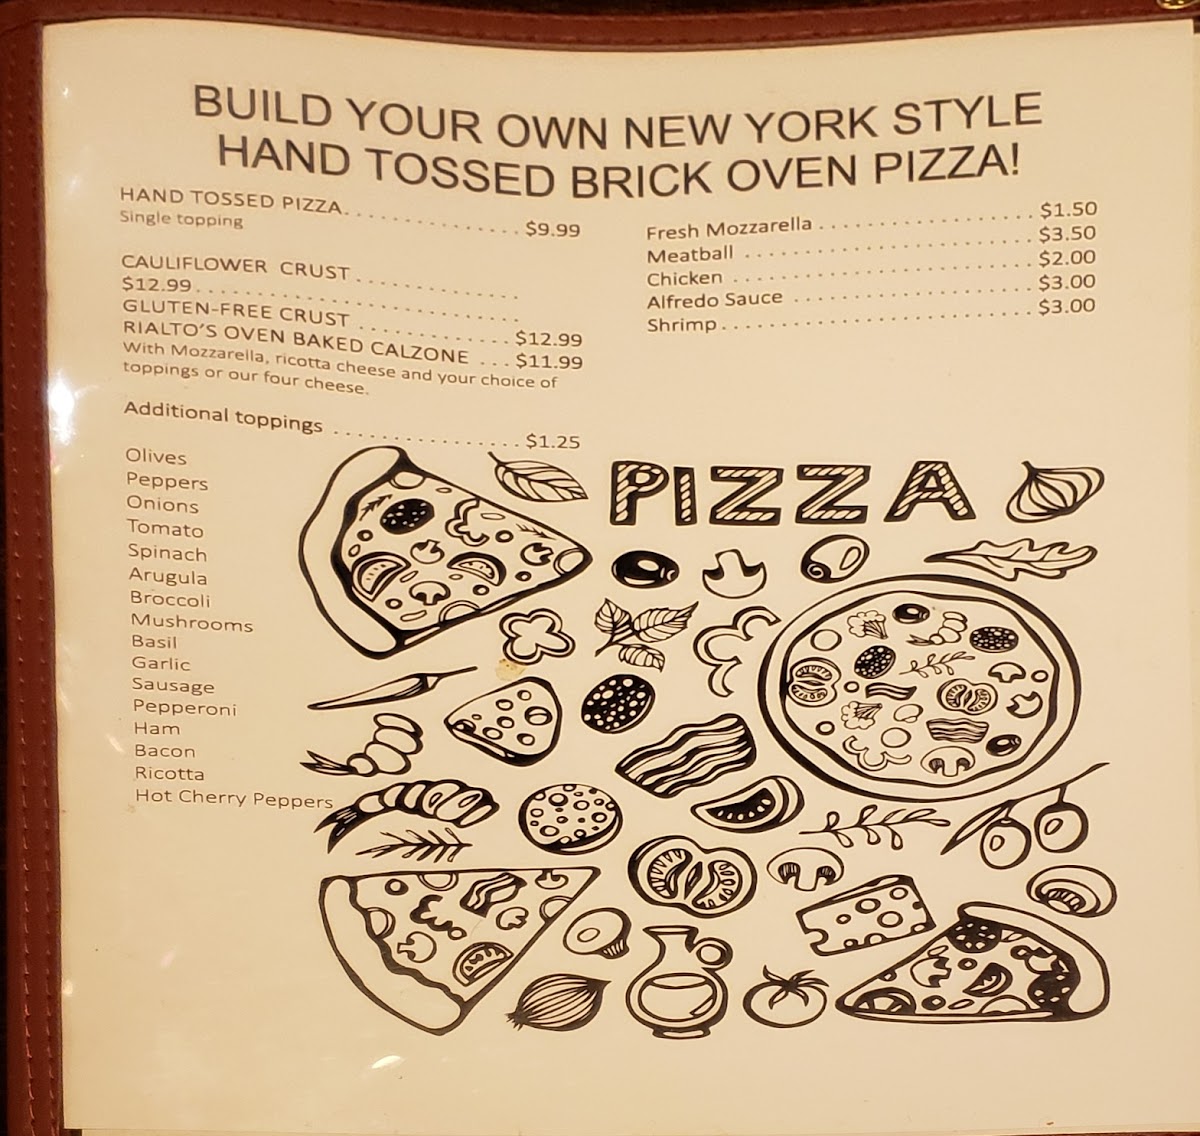 BUILD YOUR OWN NEW YORK STYLE
HAND TOSSED BRICK OVEN PIZZA!
HAND TOSSED PIZZA.................$9.99
Single topping
CAULIFLOWER CRUST................
$12.99................................
GLUTEN-FREE CRUST ...............$12.99
RIALTO'S OVEN BAKED CALZONE ...$11.99
With Mozzarella, ricotta cheese and your choice of
toppings or our four cheese.
Additional toppings ..................$1.25
Olives
Peppers
Onions
Tomato
Spinach
Arugula
Broccoli
Mushrooms
Basil
Garlic
Sausage
Pepperoni
Ham
Bacon
Ricotta
Hot Cherry Peppers
Fresh Mozzarella .....................$1.50
Meatball .............................$3.50
Chicken ..............................$2.00
Alfredo Sauce ........................$3.00
Shrimp...............................$3.00
PIZZA